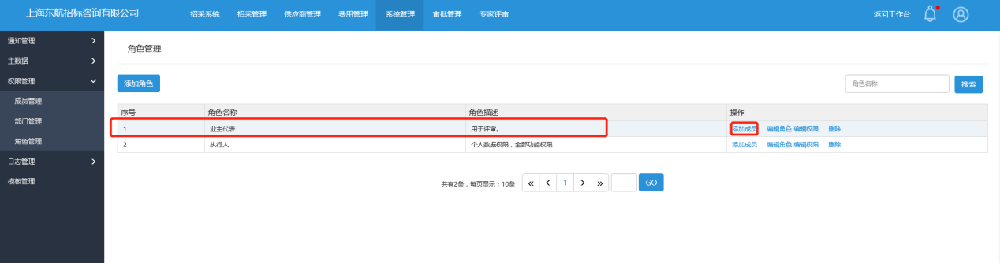 上海东航招标咨询有限公司 招采系统 招采管理 供应商管理 费用管理 系统管理 审批管理 专家评审 返回工作台
通知管理
主数据
权限管理
成员管理
部门管理
角色管理
日志管理
模板管理
角色管理
添加角色 角色名称 搜索
序号 角色名称 角色描述 操作
1 业主代表 用于评审。 添加成员 编辑角色 编辑权限 删除
2 执行人 个人数据权限，全部功能权限 添加成员 编辑角色 编辑权限 删除
共有2条，每页显示：10条 « < 1 > » GO